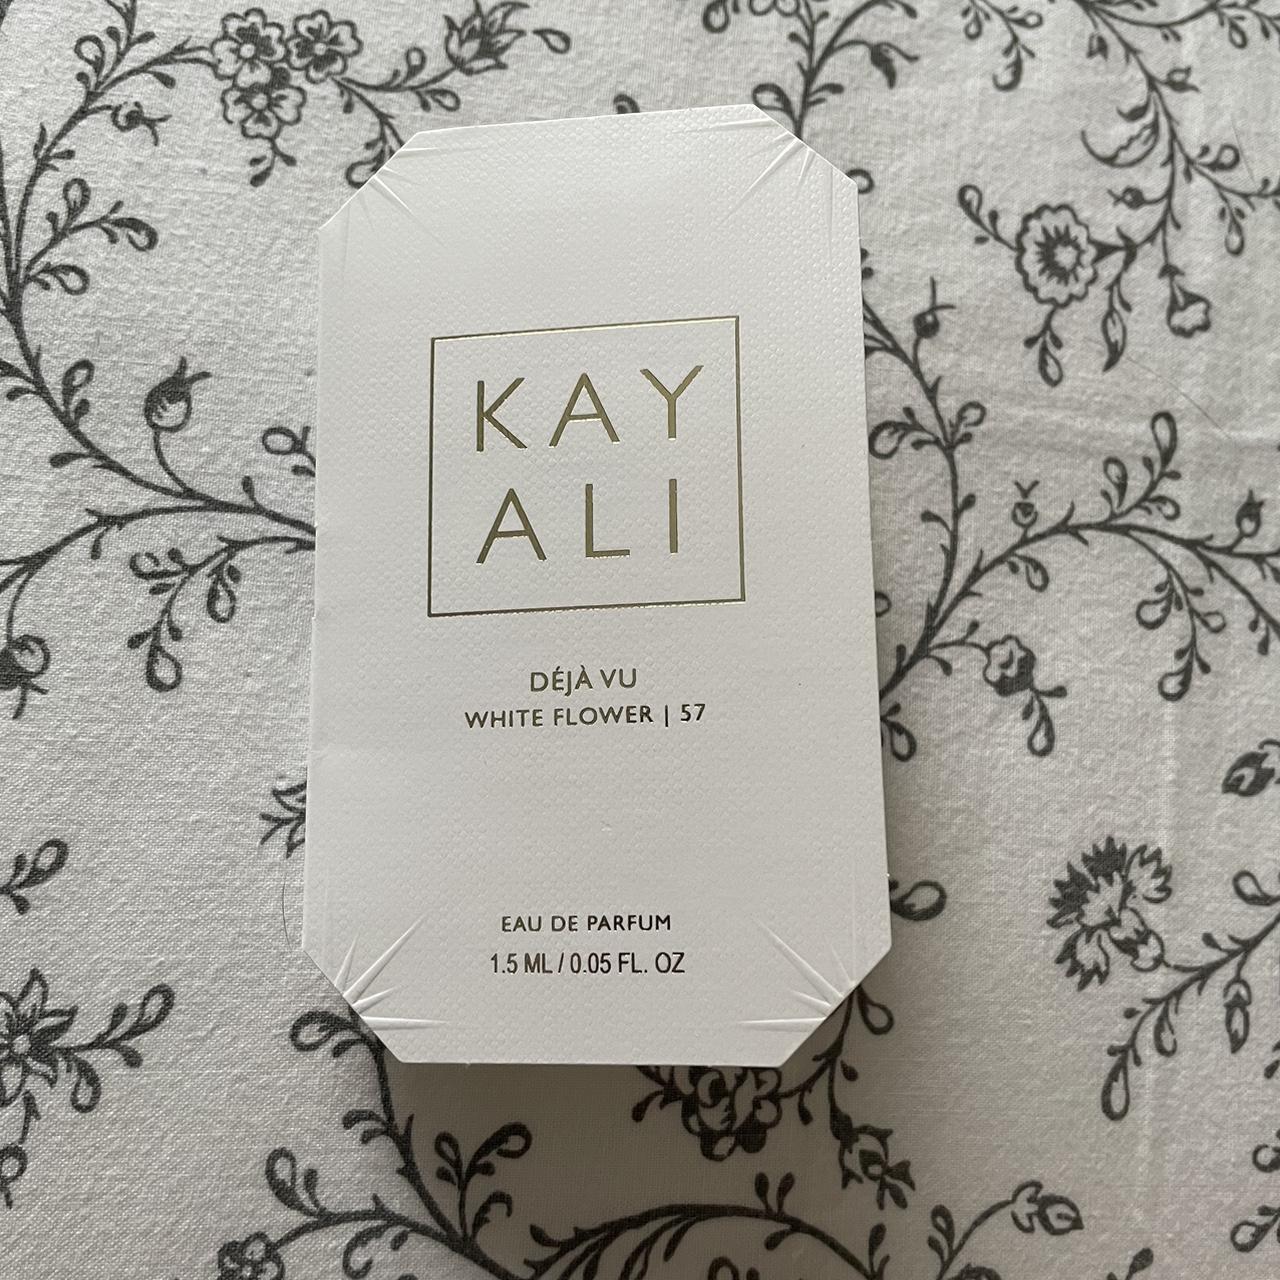 KAY
ALI
DÉJÀ VU
WHITE FLOWER | 57
EAU DE PARFUM
1.5 ML / 0.05 FL. OZ